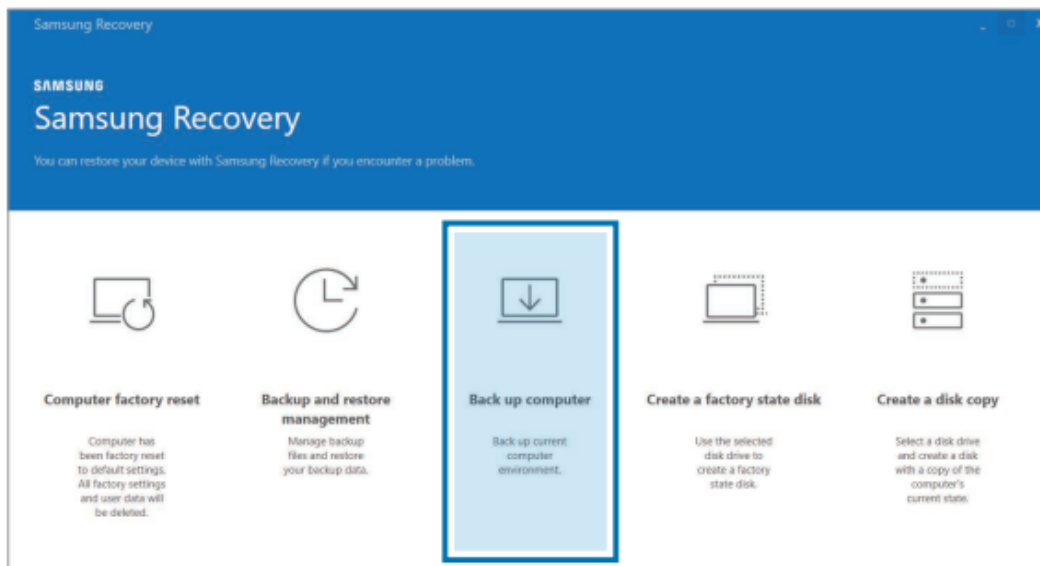 Samsung Recovery
SAMSUNG
Samsung Recovery
You can restore your device with Samsung Recovery if you encounter a problem.
Computer factory reset
Computer has
been factory reset
to default settings.
All factory settings
and user data will
be deleted.
Backup and restore
management
Manage backup
files and restore
your backup data.
Back up computer
Back up current
computer
environment.
Create a factory state disk
Use the selected
disk drive to
create a factory
state disk.
Create a disk copy
Select a disk drive
and create a disk
with a copy of the
computer's
current state.